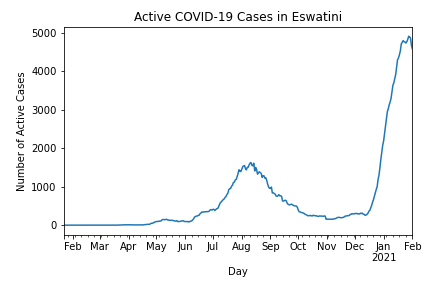 Active COVID-19 Cases in Eswatini
Number of Active Cases
5000
4000
3000
2000
1000
0
Feb Mar Apr May Jun Jul Aug Sep Oct Nov Dec Jan Feb
2021
Day